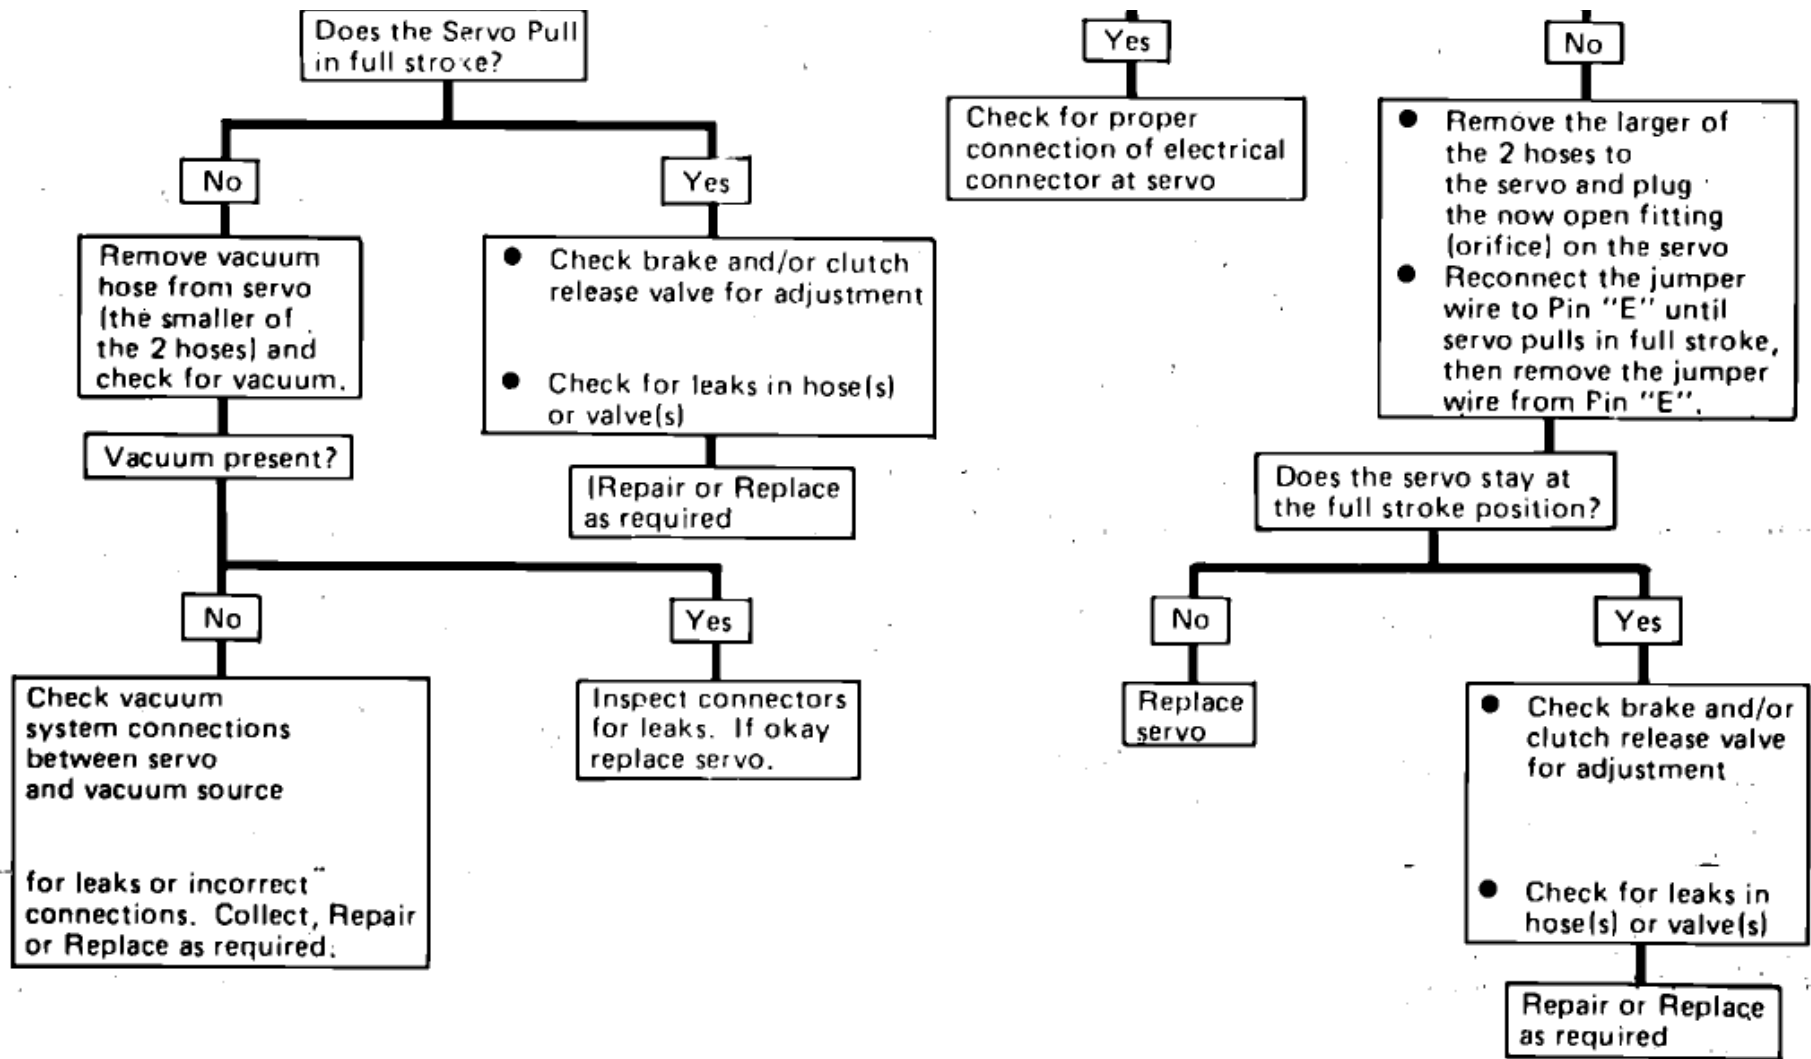 Does the Servo Pull
in full stroke?
No
Yes
Remove vacuum
hose from servo
(the smaller of
the 2 hoses) and
check for vacuum.
● Check brake and/or clutch
release valve for adjustment
● Check for leaks in hose(s)
or valve(s)
Vacuum present?
(Repair or Replace
as required
No
Yes
Check vacuum
system connections
between servo
and vacuum source
for leaks or incorrect
connections. Collect, Repair
or Replace as required.
Inspect connectors
for leaks. If okay
replace servo.
Yes
Check for proper
connection of electrical
connector at servo
No
● Remove the larger of
the 2 hoses to
the servo and plug
the now open fitting
(orifice) on the servo
● Reconnect the jumper
wire to Pin "E" until
servo pulls in full stroke,
then remove the jumper
wire from Pin "E".
Does the servo stay at
the full stroke position?
No
Yes
Replace
servo
● Check brake and/or
clutch release valve
for adjustment
● Check for leaks in
hose(s) or valve(s)
Repair or Replace
as required